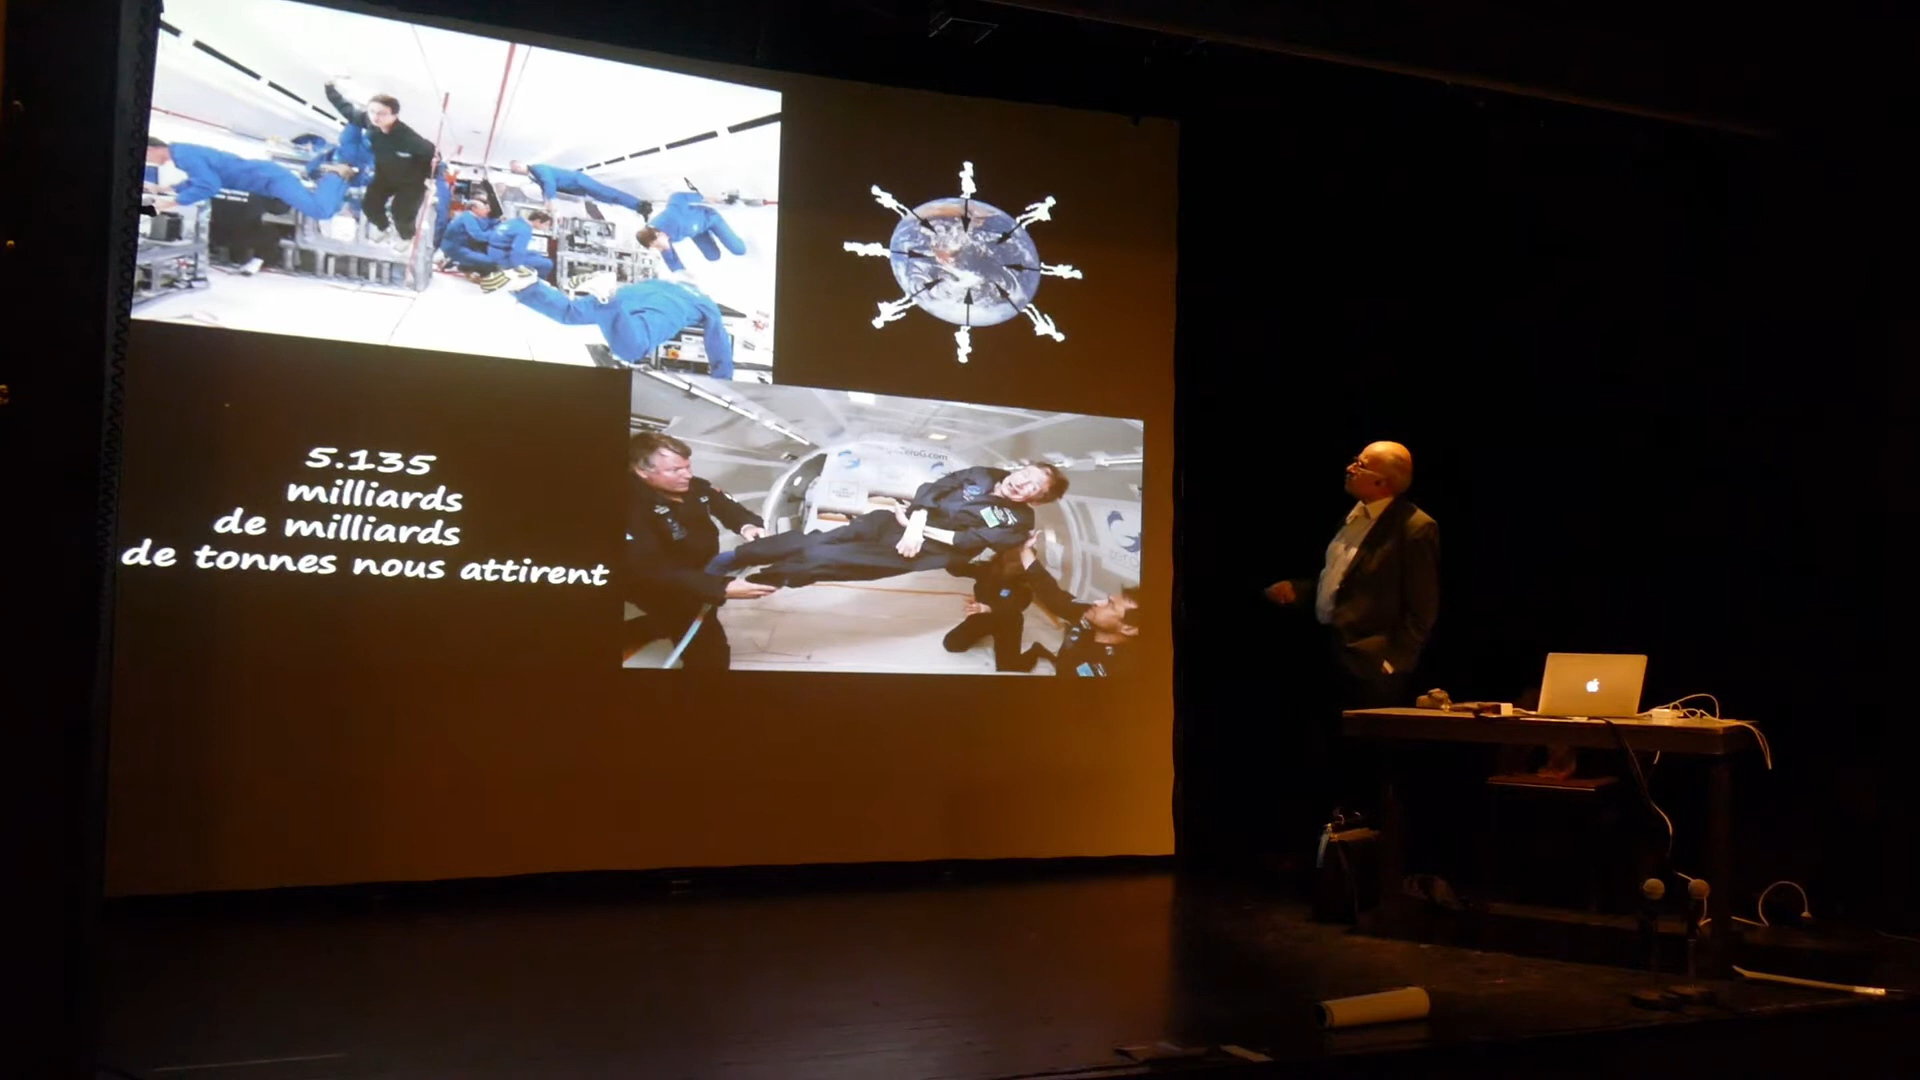 5.135
milliards
de milliards
de tonnes nous attirent